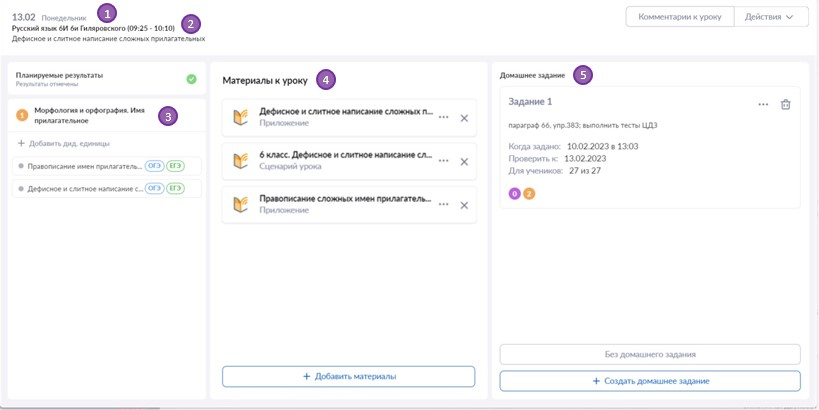 13.02 Понедельник 1
Русский язык 6И би Гиляровского (09:25 - 10:10) 2
Дефисное и слитное написание сложных прилагательных
Комментарии к уроку
Действия
Планируемые результаты
Результаты отмечены
1 Морфология и орфография. Имя
прилагательное 3
+ Добавить дид. единицы
Правописание имен прилагатель... ОГЭ ЕГЭ
Дефисное и слитное написание с... ОГЭ ЕГЭ
Материалы к уроку 4
Дефисное и слитное написание сложных п...
Приложение
6 класс. Дефисное и слитное написание сл...
Сценарий урока
Правописание сложных имен прилагатель...
Приложение
+ Добавить материалы
Домашнее задание 5
Задание 1
параграф 66, упр.383; выполнить тесты ЦДЗ
Когда задано: 10.02.2023 в 13:03
Проверить к: 13.02.2023
Для учеников: 27 из 27
0 2
Без домашнего задания
+ Создать домашнее задание